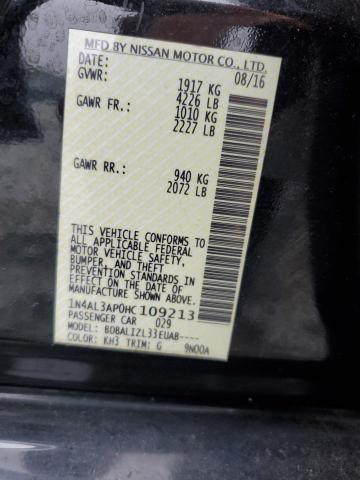 MFD BY NISSAN MOTOR CO., LTD.
DATE: 08/16
GVWR: 1917 KG
4226 LB
GAWR FR.: 1010 KG
2227 LB
GAWR RR.: 940 KG
2072 LB
THIS VEHICLE CONFORMS TO
ALL APPLICABLE FEDERAL
MOTOR VEHICLE SAFETY,
BUMPER, AND THEFT
PREVENTION STANDARDS IN
EFFECT ON THE DATE OF
MANUFACTURE SHOWN ABOVE.
1N4AL3AP0HC109213
PASSENGER CAR 029
MODEL: BDBALIZL33EUAB----
COLOR: KH3 TRIM: G 9N00A